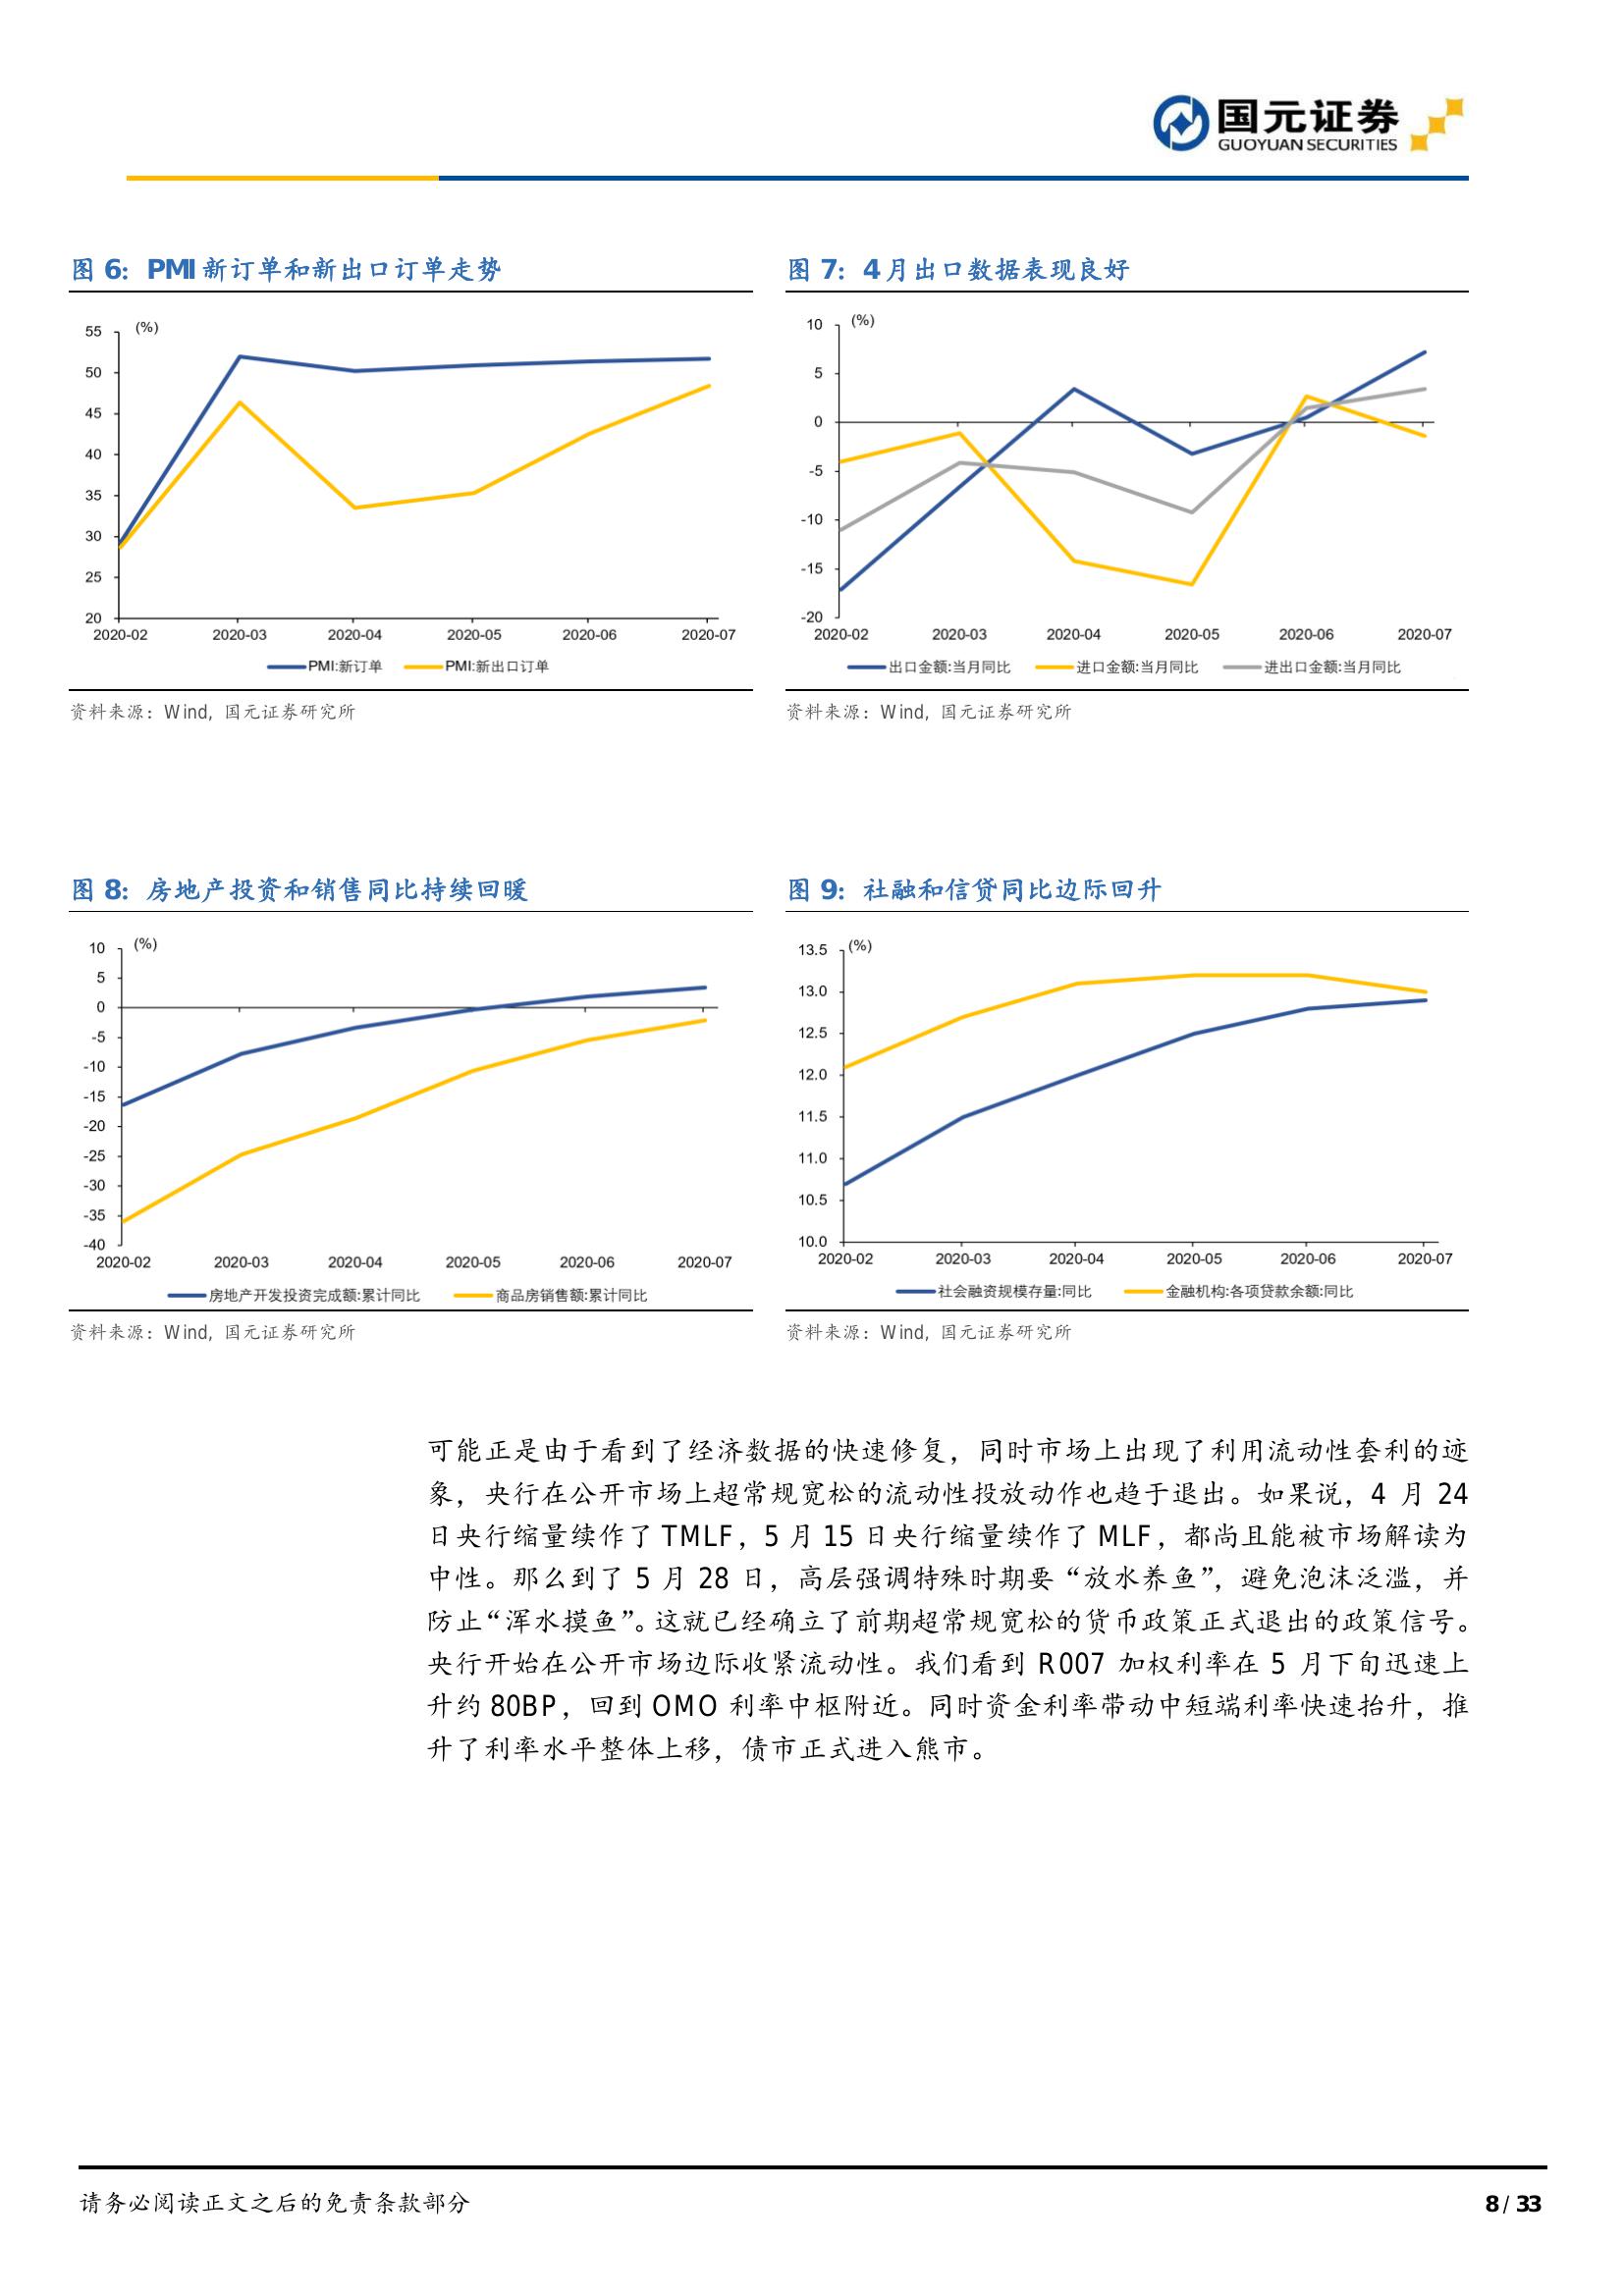 国元证券
GUOYUAN SECURITIES
图 6：PMI 新订单和新出口订单走势
(%)
55
50
45
40
35
30
25
20
2020-02 2020-03 2020-04 2020-05 2020-06 2020-07
PMI:新订单 PMI:新出口订单
资料来源：Wind，国元证券研究所
图 7：4 月出口数据表现良好
(%)
10
5
0
-5
-10
-15
-20
2020-02 2020-03 2020-04 2020-05 2020-06 2020-07
出口金额:当月同比 进口金额:当月同比 进出口金额:当月同比
资料来源：Wind，国元证券研究所
图 8：房地产投资和销售同比持续回暖
(%)
10
5
0
-5
-10
-15
-20
-25
-30
-35
-40
2020-02 2020-03 2020-04 2020-05 2020-06 2020-07
房地产开发投资完成额:累计同比 商品房销售额:累计同比
资料来源：Wind，国元证券研究所
图 9：社融和信贷同比边际回升
(%)
13.5
13.0
12.5
12.0
11.5
11.0
10.5
10.0
2020-02 2020-03 2020-04 2020-05 2020-06 2020-07
社会融资规模存量:同比 金融机构:各项贷款余额:同比
资料来源：Wind，国元证券研究所
可能正是由于看到了经济数据的快速修复，同时市场上出现了利用流动性套利的迹
象，央行在公开市场上超常规宽松的流动性投放动作也趋于退出。如果说，4 月 24
日央行缩量续作了 TMLF，5 月 15 日央行缩量续作了 MLF，都尚且能被市场解读为
中性。那么到了 5 月 28 日，高层强调特殊时期要“放水养鱼”，避免泡沫泛滥，并
防止“浑水摸鱼”。这就已经确立了前期超常规宽松的货币政策正式退出的政策信号。
央行开始在公开市场边际收紧流动性。我们看到 R007 加权利率在 5 月下旬迅速上
升约 80BP，回到 OMO 利率中枢附近。同时资金利率带动中短端利率快速抬升，推
升了利率水平整体上移，债市正式进入熊市。
请务必阅读正文之后的免责条款部分
8 / 33